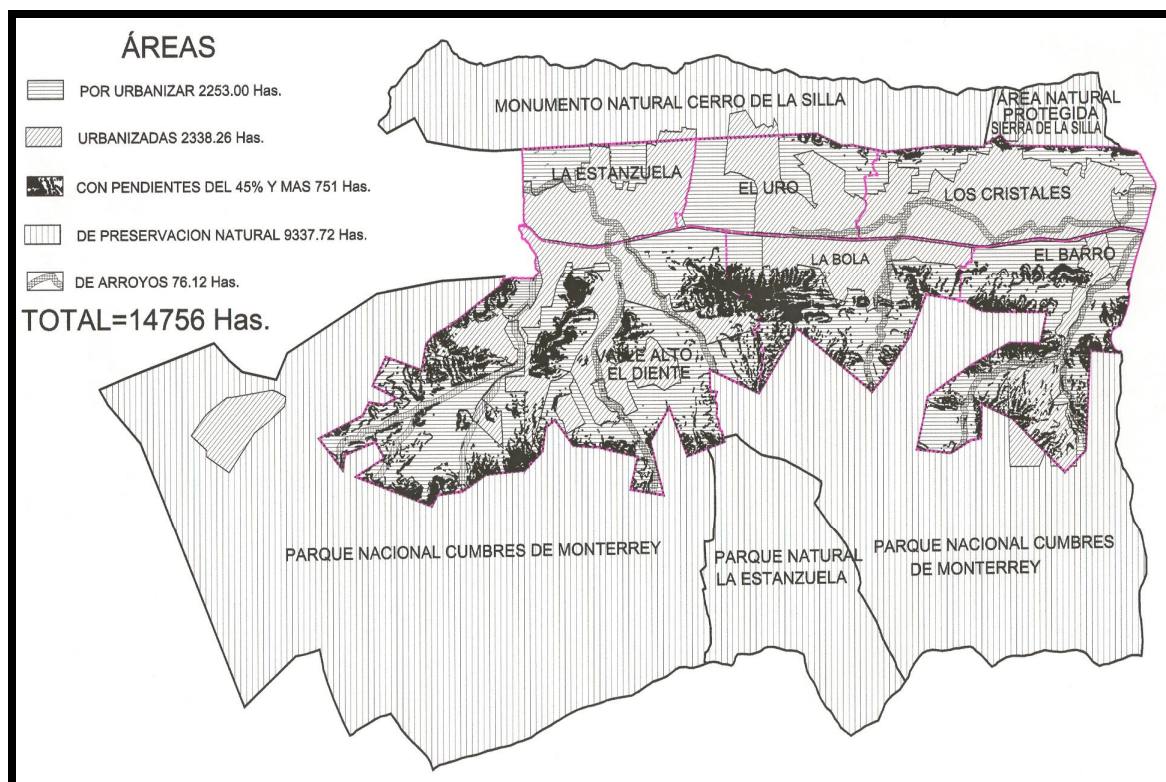 ÁREAS
POR URBANIZAR 2253.00 Has.
URBANIZADAS 2338.26 Has.
CON PENDIENTES DEL 45% Y MAS 751 Has.
DE PRESERVACION NATURAL 9337.72 Has.
DE ARROYOS 76.12 Has.
TOTAL=14756 Has.
MONUMENTO NATURAL CERRO DE LA SILLA
ÁREA NATURAL
PROTEGIDA
SIERRA DE LA SILLA
LA ESTANZUELA
EL URO
LOS CRISTALES
LA BOLA
EL BARRO
VALLE ALTO
EL DIENTE
PARQUE NACIONAL CUMBRES DE MONTERREY
PARQUE NATURAL
LA ESTANZUELA
PARQUE NACIONAL CUMBRES
DE MONTERREY